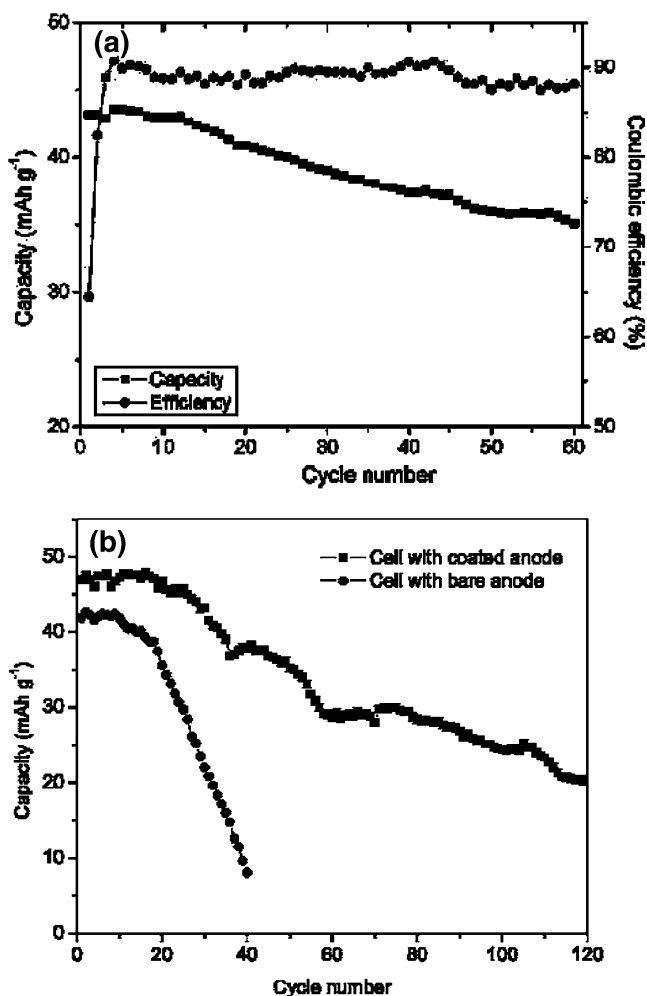 (a)
50
40
30
20
Capacity (mAh g⁻¹)
90
80
70
60
50
Coulombic efficiency (%)
Capacity
Efficiency
0 10 20 30 40 50 60
Cycle number
(b)
50
40
30
20
10
0
Capacity (mAh g⁻¹)
Cell with coated anode
Cell with bare anode
0 20 40 60 80 100 120
Cycle number